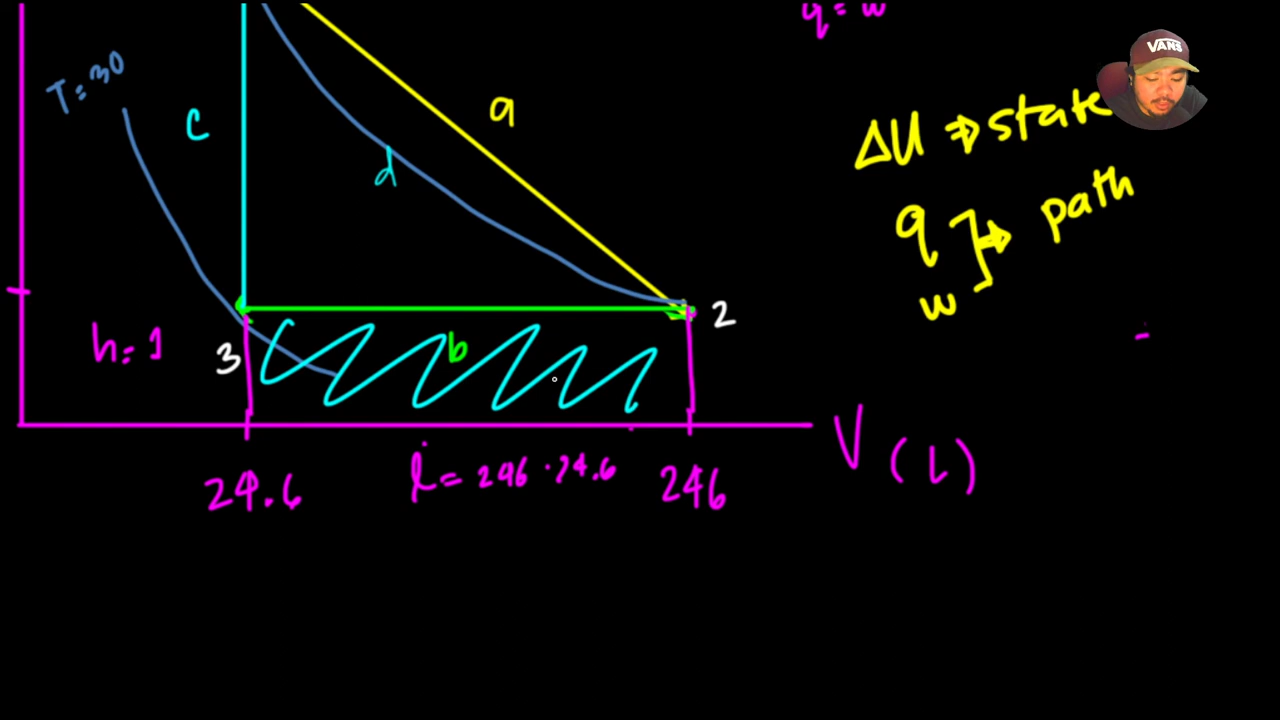 q = w
VANS
T=30
a
c
ΔU ⇒ state
d
q
path
w
2
h=1
3
b
24.6
l = 246 - 24.6
246
V (L)